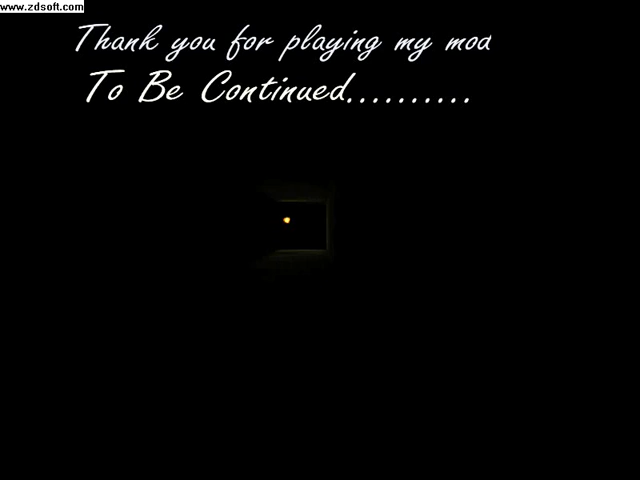 www.zdsoft.com
Thank you for playing my mod
To Be Continued..........